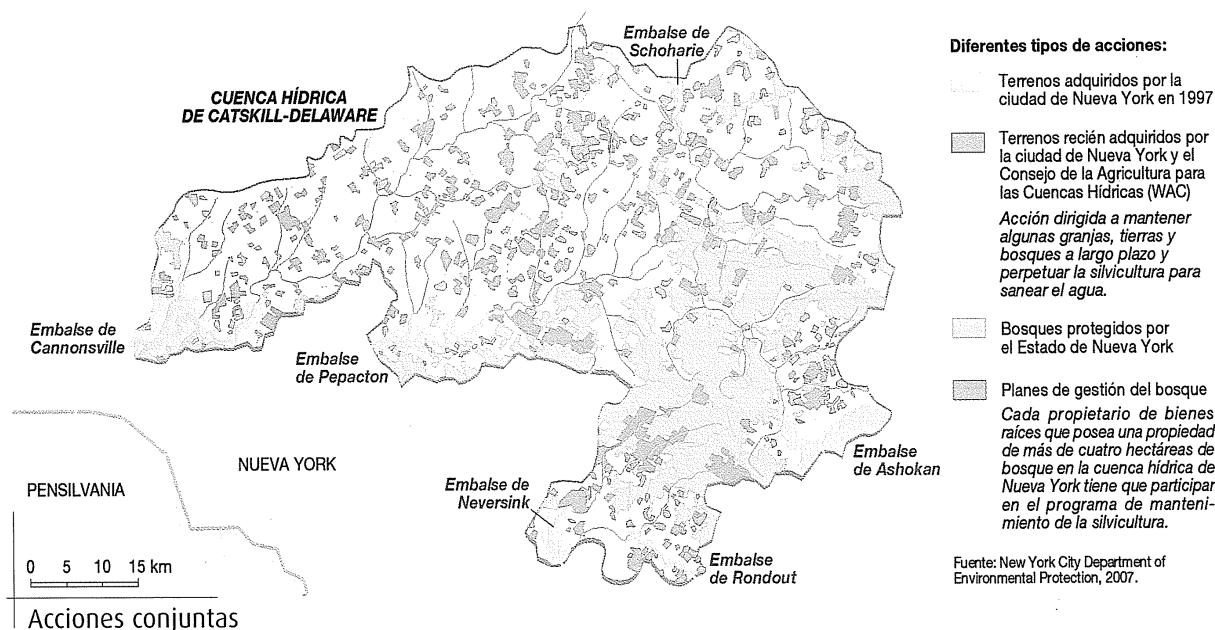 Embalse de
Schoharie
CUENCA HÍDRICA
DE CATSKILL-DELAWARE
Embalse de
Cannonsville
Embalse
de Pepacton
Embalse
de Ashokan
Embalse de
Neversink
Embalse
de Rondout
NUEVA YORK
PENSILVANIA
0 5 10 15 km
Acciones conjuntas
Diferentes tipos de acciones:
Terrenos adquiridos por la
ciudad de Nueva York en 1997
Terrenos recién adquiridos por
la ciudad de Nueva York y el
Consejo de la Agricultura para
las Cuencas Hídricas (WAC)
Acción dirigida a mantener
algunas granjas, tierras y
bosques a largo plazo y
perpetuar la silvicultura para
sanear el agua.
Bosques protegidos por
el Estado de Nueva York
Planes de gestión del bosque
Cada propietario de bienes
raíces que posea una propiedad
de más de cuatro hectáreas de
bosque en la cuenca hídrica de
Nueva York tiene que participar
en el programa de manteni-
miento de la silvicultura.
Fuente: New York City Department of
Environmental Protection, 2007.